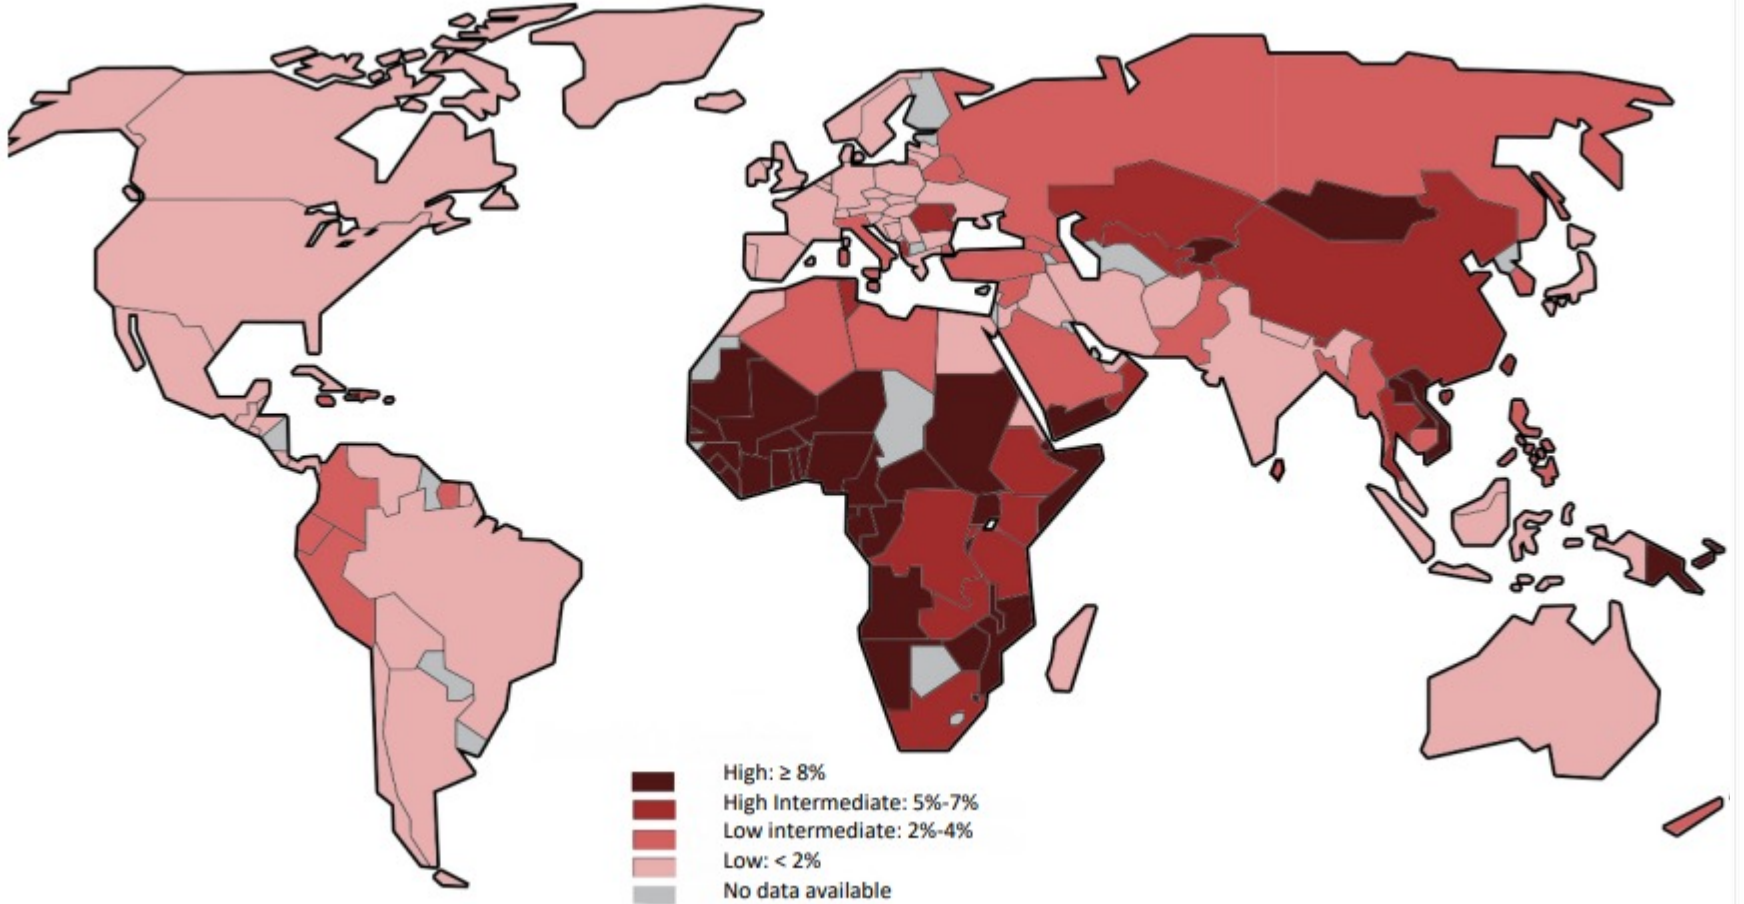 High: ≥ 8%
High Intermediate: 5%-7%
Low intermediate: 2%-4%
Low: < 2%
No data available